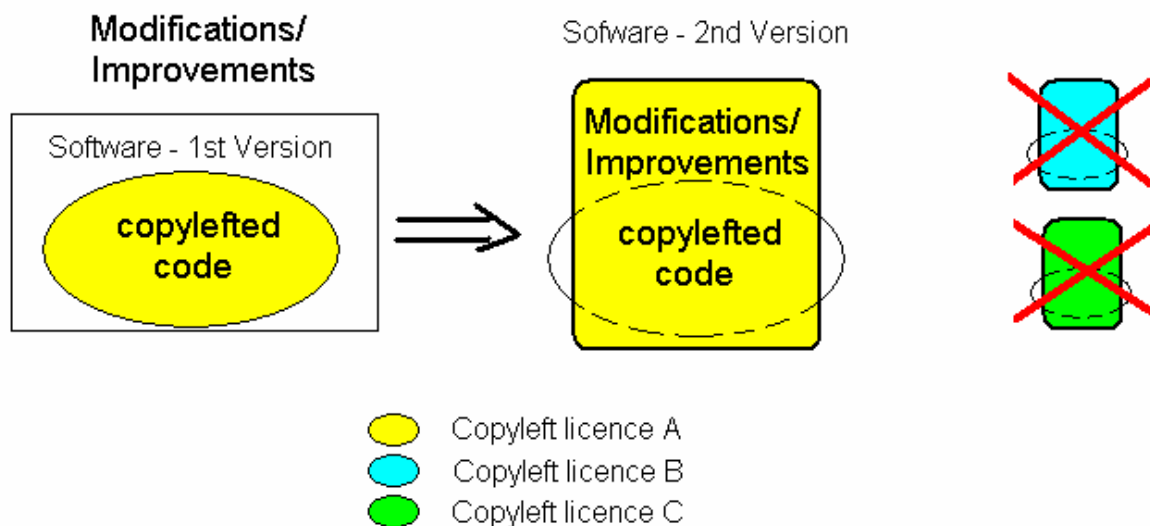 Modifications/
Improvements
Software - 1st Version
copylefted
code
Sofware - 2nd Version
Modifications/
Improvements
copylefted
code
Copyleft licence A
Copyleft licence B
Copyleft licence C